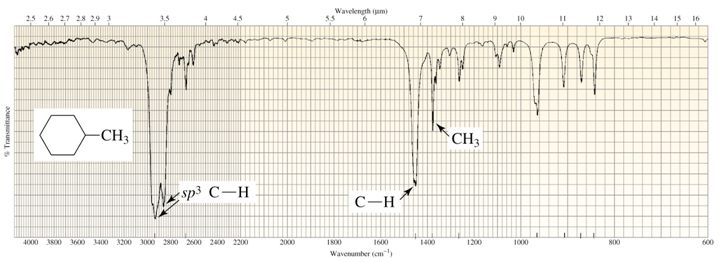 Wavelength (µm)
2.5 2.6 2.7 2.8 2.9 3 3.5 4 4.5 5 5.5 6 7 8 9 10 11 12 13 14 15 16
% Transmittance
CH₃
sp³ C—H
C—H
CH₃
4000 3800 3600 3400 3200 3000 2800 2600 2400 2200 2000 1800 1600 1400 1200 1000 800 600
Wavenumber (cm⁻¹)